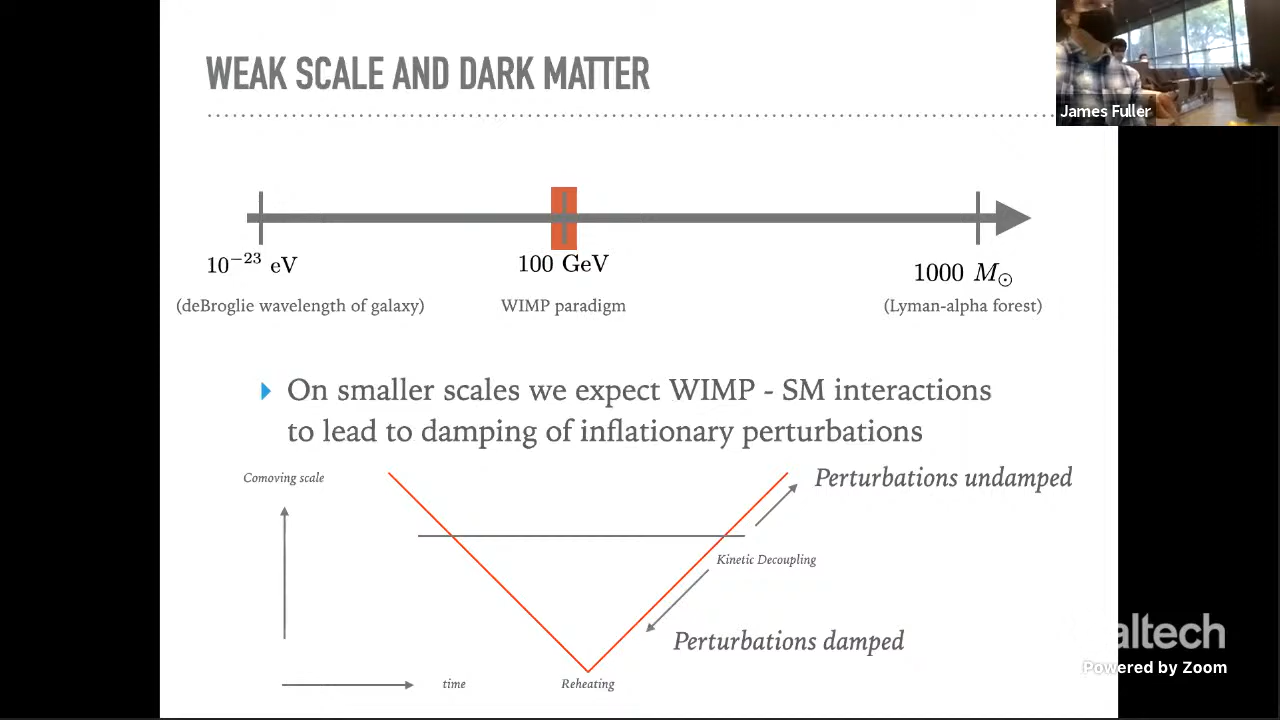 WEAK SCALE AND DARK MATTER
James Fuller
10⁻²³ eV
100 GeV
1000 M☉
(deBroglie wavelength of galaxy)
WIMP paradigm
(Lyman-alpha forest)
On smaller scales we expect WIMP - SM interactions
to lead to damping of inflationary perturbations
Comoving scale
Perturbations undamped
Kinetic Decoupling
Perturbations damped
time
Reheating
altech
Powered by Zoom